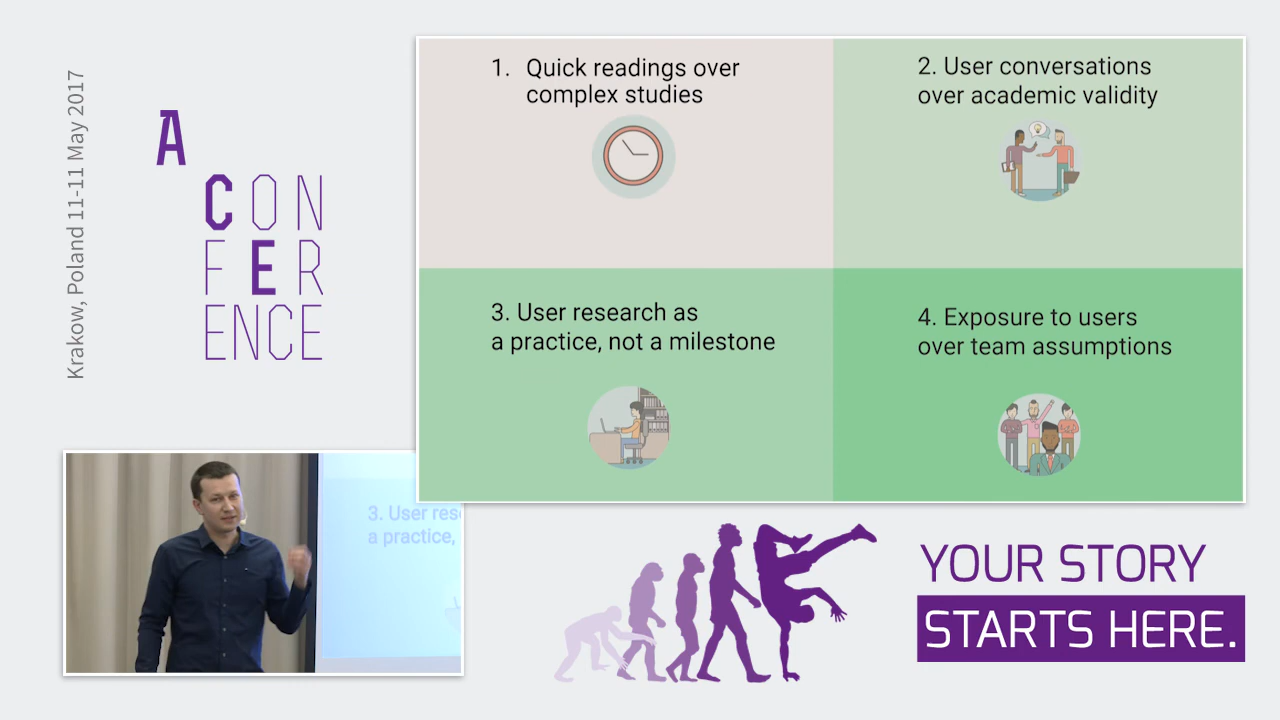 Krakow, Poland 11-11 May 2017
A
CON
FER
ENCE
1. Quick readings over
complex studies
2. User conversations
over academic validity
3. User research as
a practice, not a milestone
4. Exposure to users
over team assumptions
3. User res
a practice,
YOUR STORY
STARTS HERE.